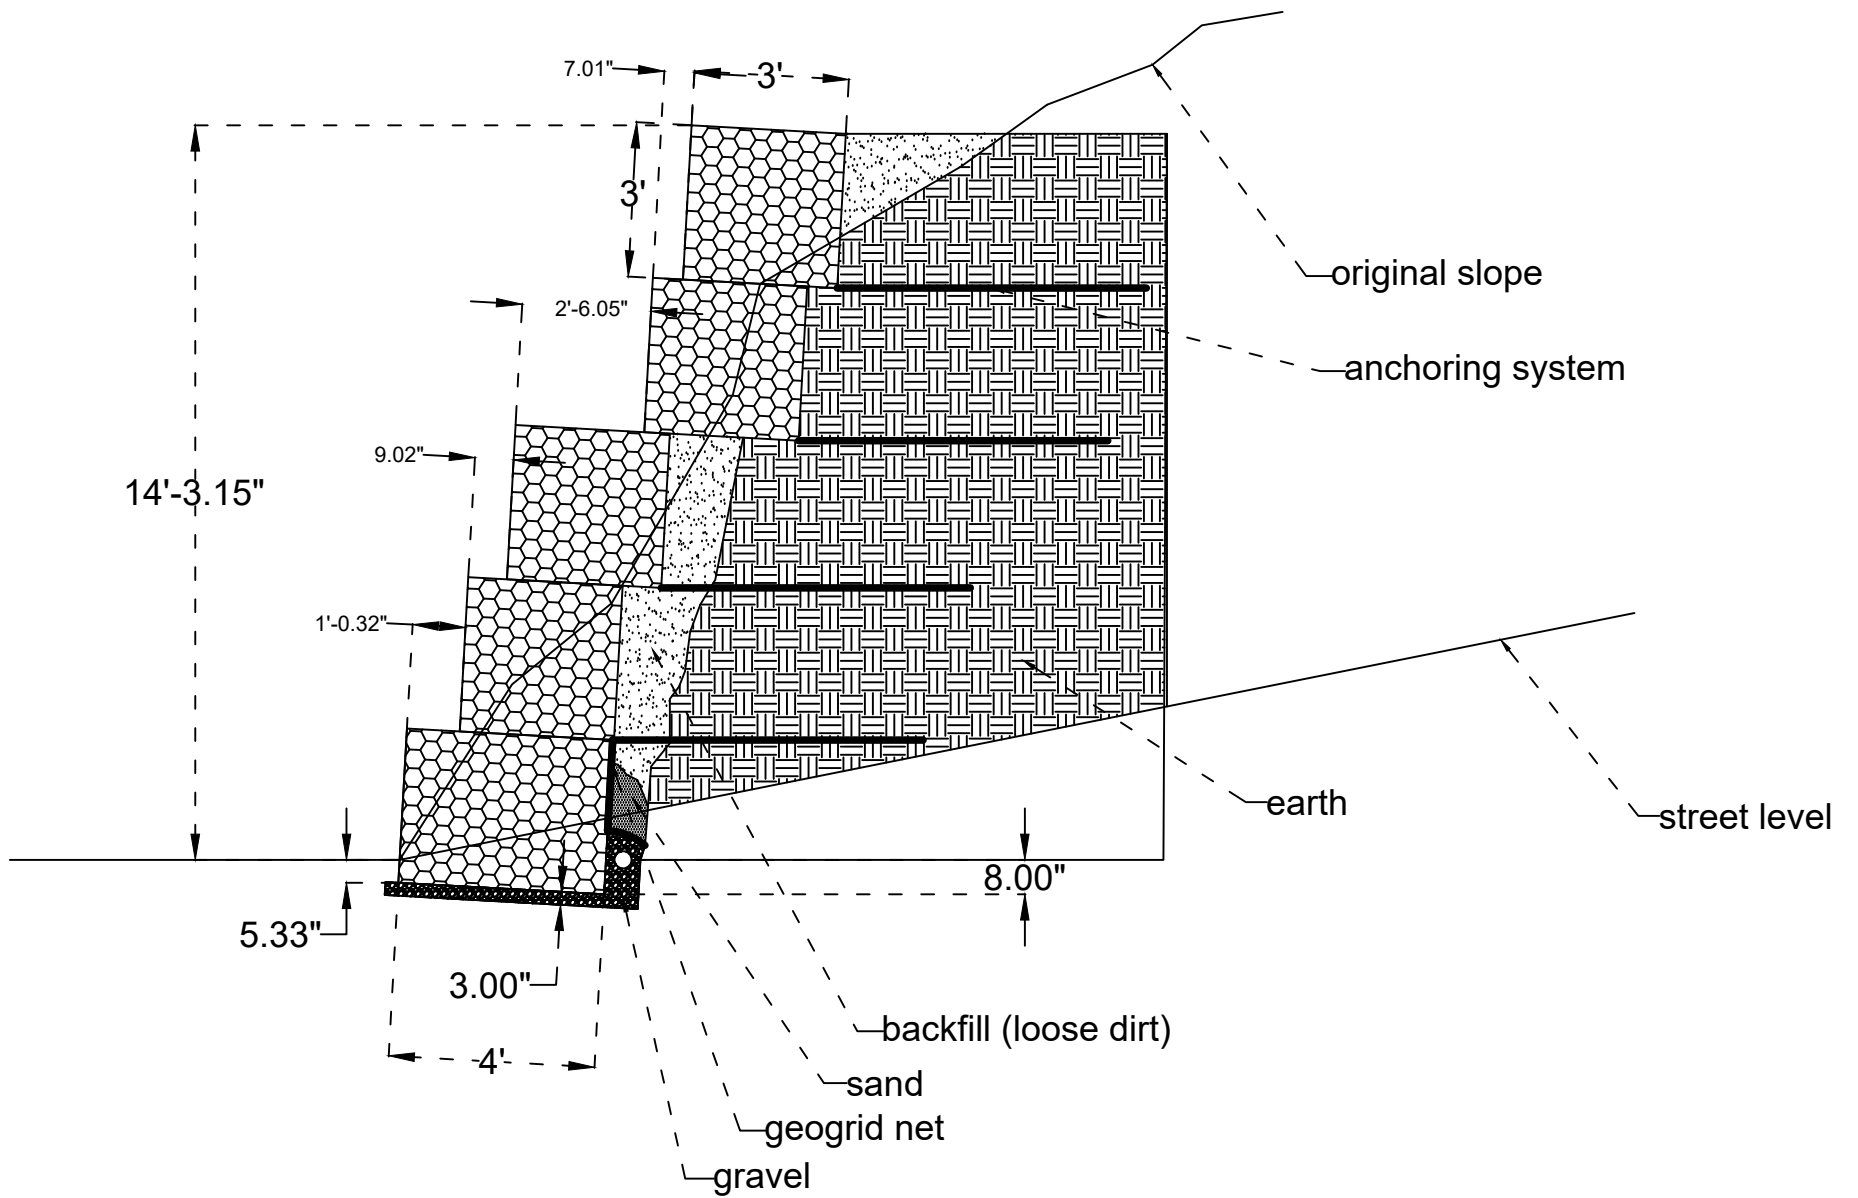 7.01"
3'
3'
original slope
2'-6.05"
anchoring system
9.02"
14'-3.15"
1'-0.32"
earth
street level
8.00"
5.33"
3.00"
backfill (loose dirt)
4'
sand
geogrid net
gravel